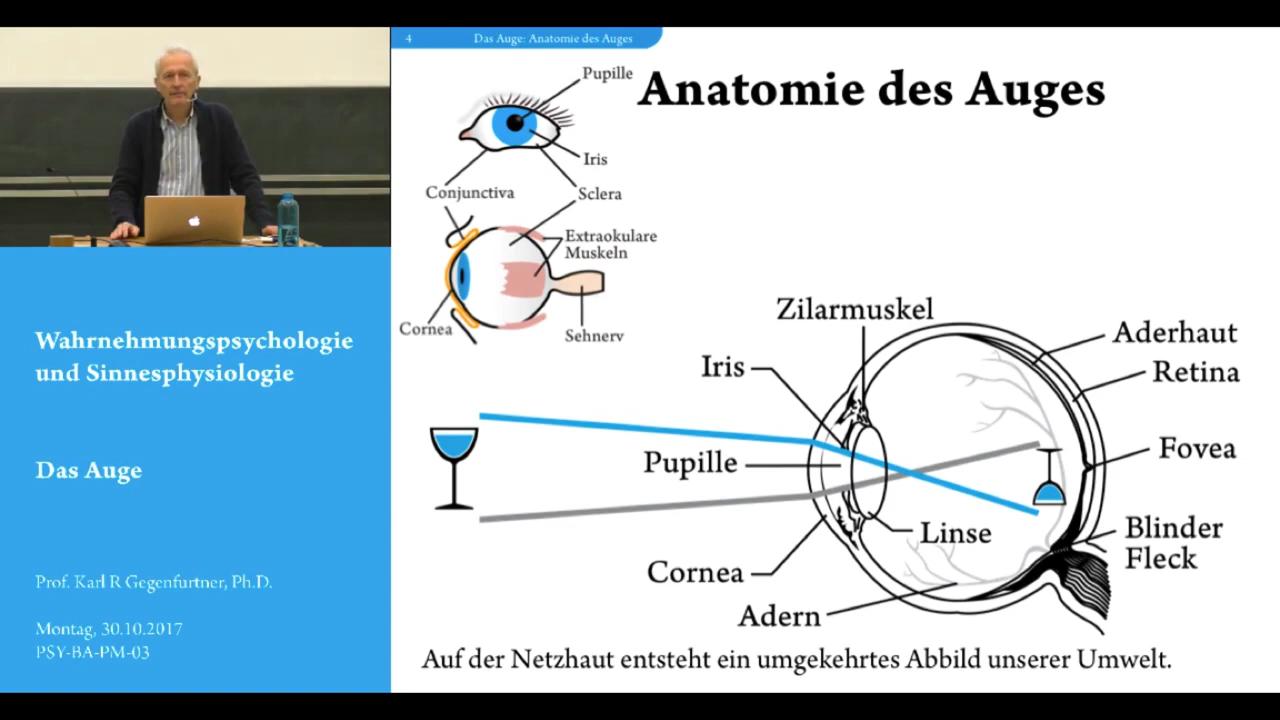 4
Das Auge: Anatomie des Auges
Anatomie des Auges
Pupille
Iris
Conjunctiva
Sclera
Extraokulare
Muskeln
Cornea
Sehnerv
Zilarmuskel
Aderhaut
Iris
Retina
Pupille
Fovea
Linse
Blinder
Fleck
Cornea
Adern
Auf der Netzhaut entsteht ein umgekehrtes Abbild unserer Umwelt.
Wahrnehmungspsychologie
und Sinnesphysiologie
Das Auge
Prof. Karl R Gegenfurtner, Ph.D.
Montag, 30.10.2017
PSY-BA-PM-03